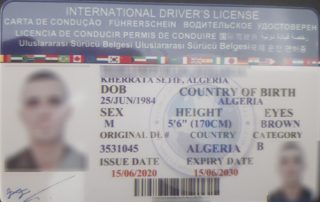 INTERNATIONAL DRIVER'S LICENSE
CARTA DE CONDUÇÃO FÜHRERSCHEIN ВОДИТЕЛЬСКОЕ УДОСТОВЕРЕН
LICENCIA DE CONDUCIR PERMIS DE CONDUIRE
Uluslararası Sürücü Belgesi Uluslararası Sürücü Belgesi
KHERRATA SETIF, ALGERIA
DOB COUNTRY OF BIRTH
25/JUN/1984 ALGERIA
SEX HEIGHT EYES
M 5'6" (170CM) BROWN
ORIGINAL DL # COUNTRY CATEGORY
3531045 ALGERIA B
ISSUE DATE EXPIRY DATE
15/06/2020 15/06/2030